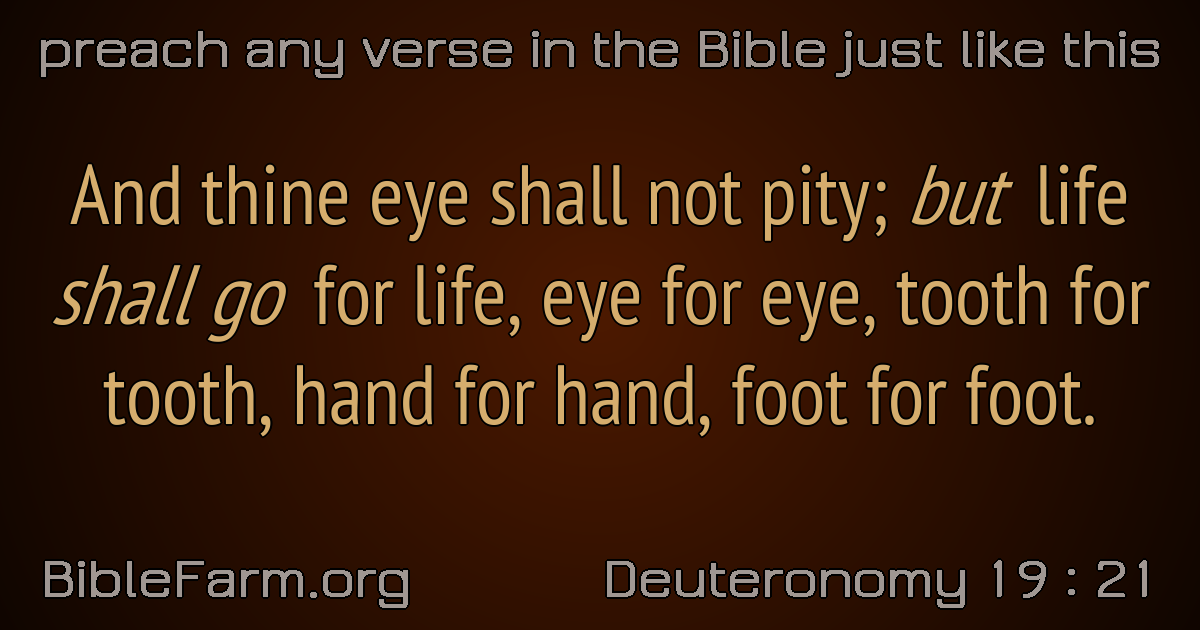 preach any verse in the Bible just like this
And thine eye shall not pity; but life
shall go for life, eye for eye, tooth for
tooth, hand for hand, foot for foot.
BibleFarm.org
Deuteronomy 19 : 21